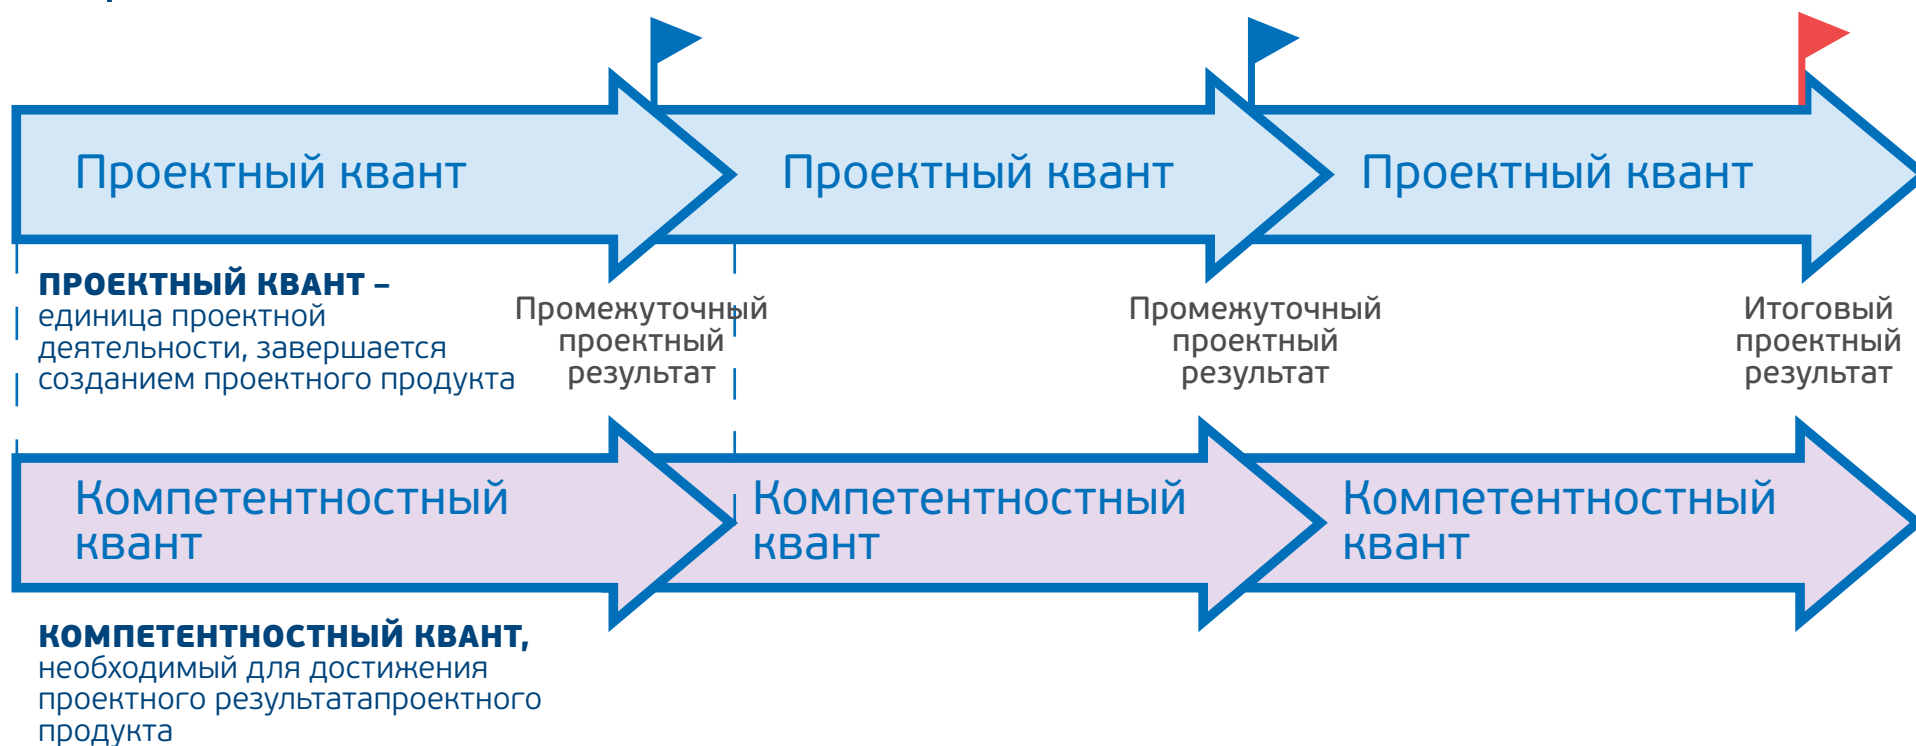 Проектный квант
Проектный квант
Проектный квант
ПРОЕКТНЫЙ КВАНТ –
единица проектной
деятельности, завершается
созданием проектного продукта
Промежуточный
проектный
результат
Промежуточный
проектный
результат
Итоговый
проектный
результат
Компетентностный
квант
Компетентностный
квант
Компетентностный
квант
КОМПЕТЕНТНОСТНЫЙ КВАНТ,
необходимый для достижения
проектного результатапроектного
продукта